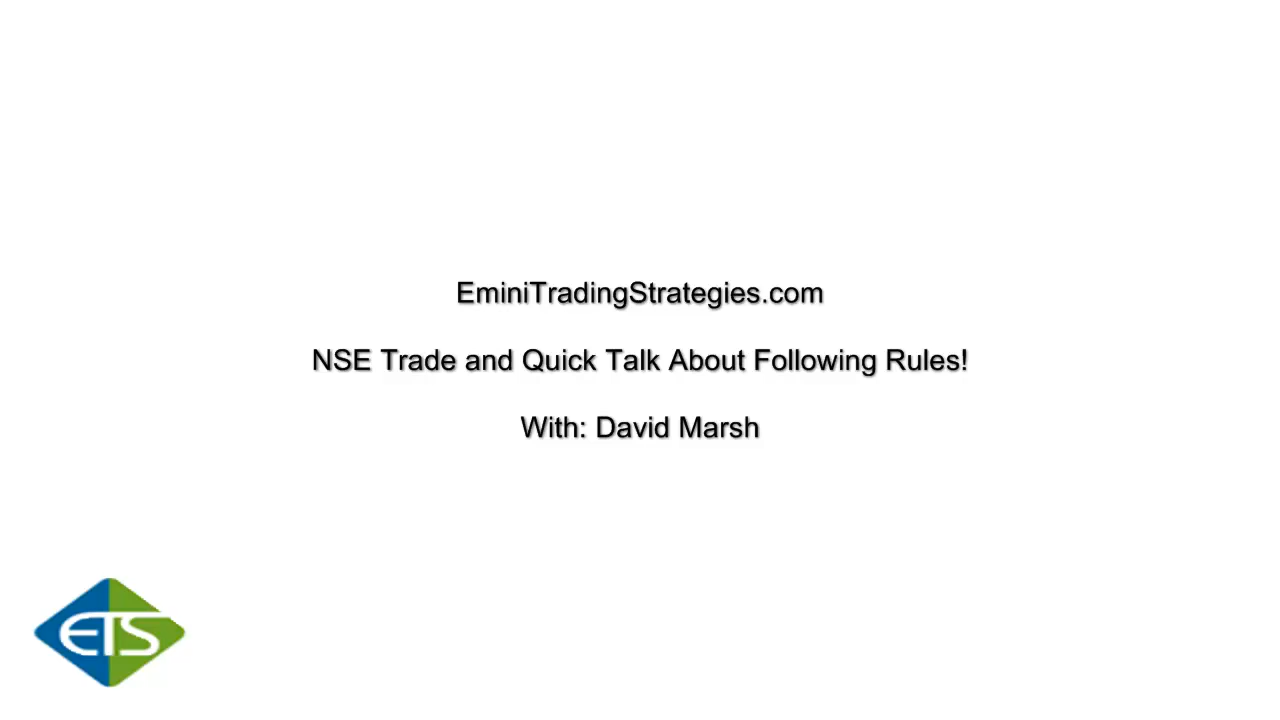 EminiTradingStrategies.com
NSE Trade and Quick Talk About Following Rules!
With: David Marsh
ETS